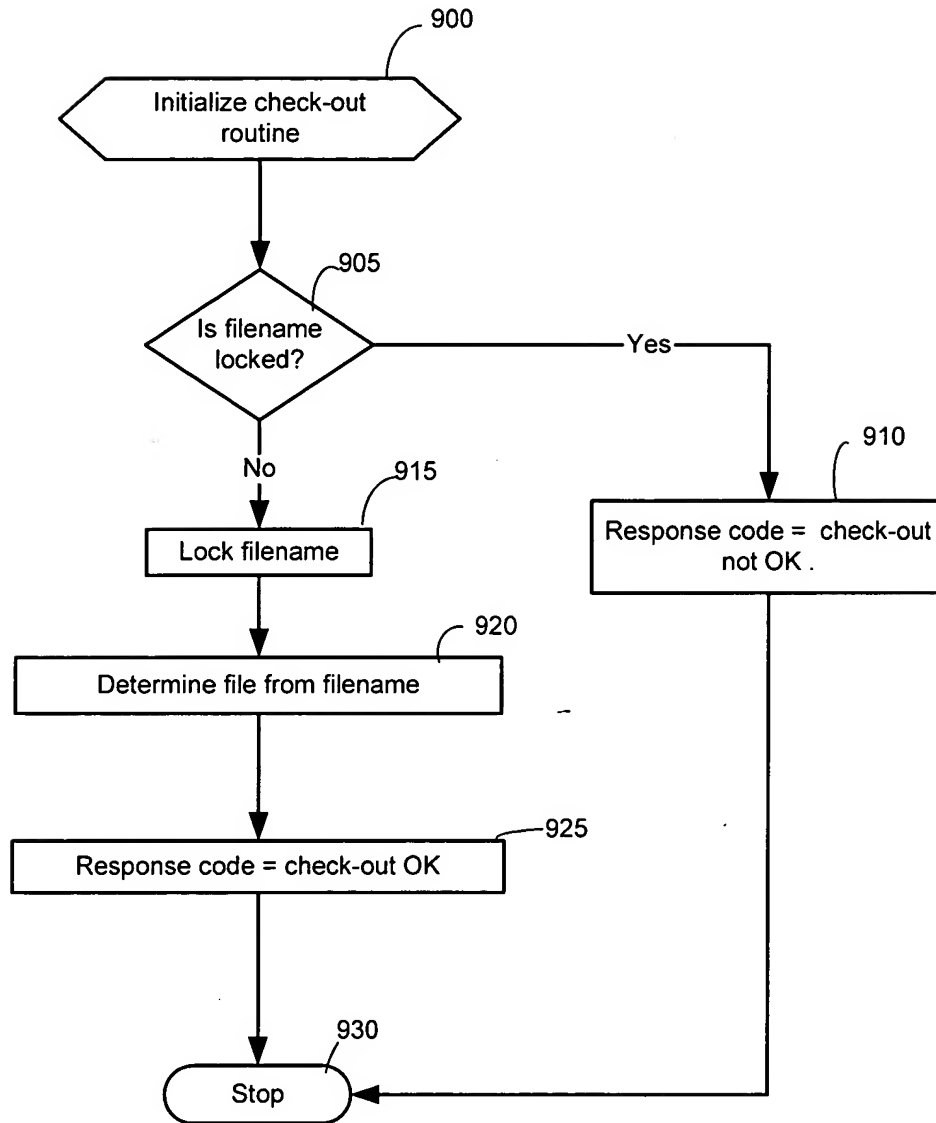 900
Initialize check-out
routine
905
Is filename
locked?
Yes
No
910
915
Response code =  check-out
not OK .
Lock filename
920
Determine file from filename
925
Response code = check-out OK
930
Stop